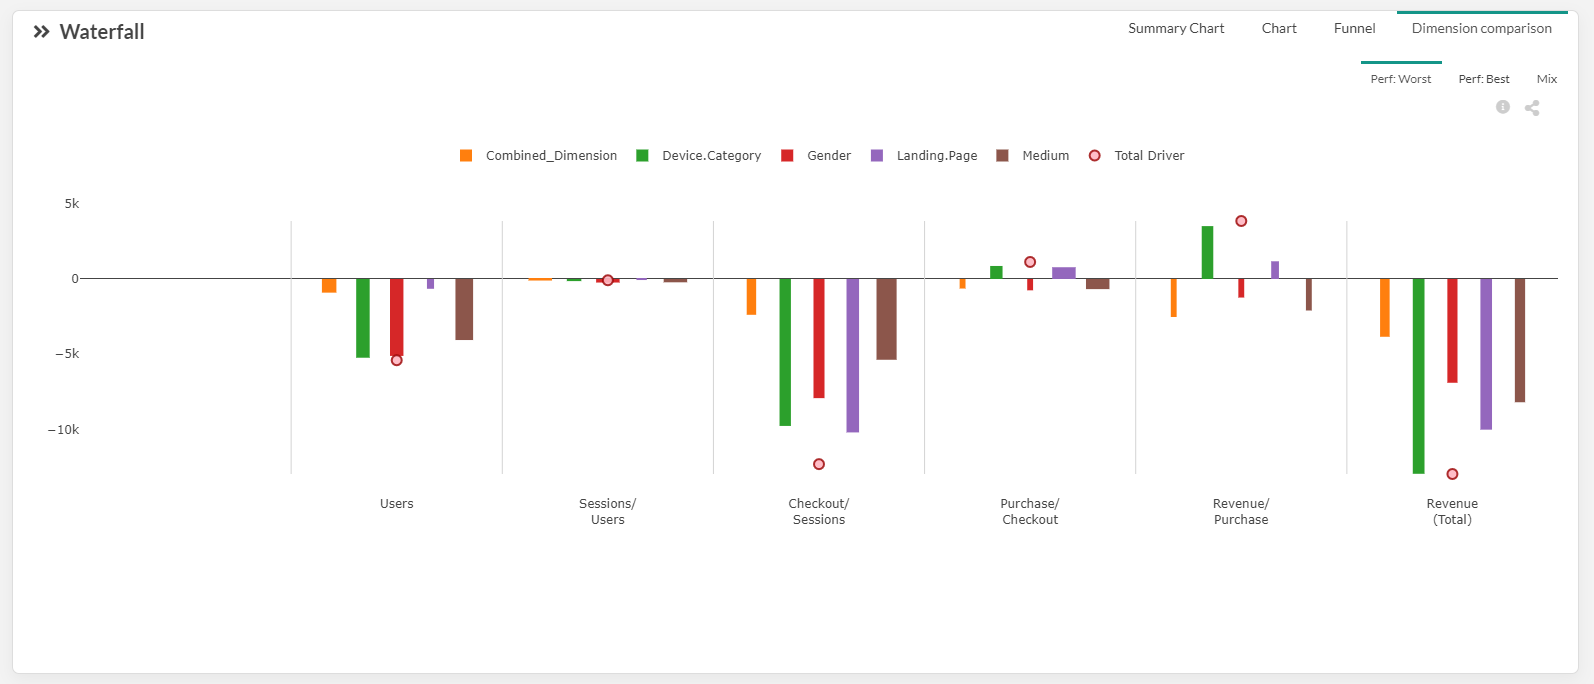 Waterfall
Summary Chart Chart Funnel Dimension comparison
Perf: Worst Perf: Best Mix
Combined_Dimension Device.Category Gender Landing.Page Medium Total Driver
5k
0
−5k
−10k
Users Sessions/ Checkout/ Purchase/ Revenue/ Revenue
Users Sessions Checkout Purchase (Total)